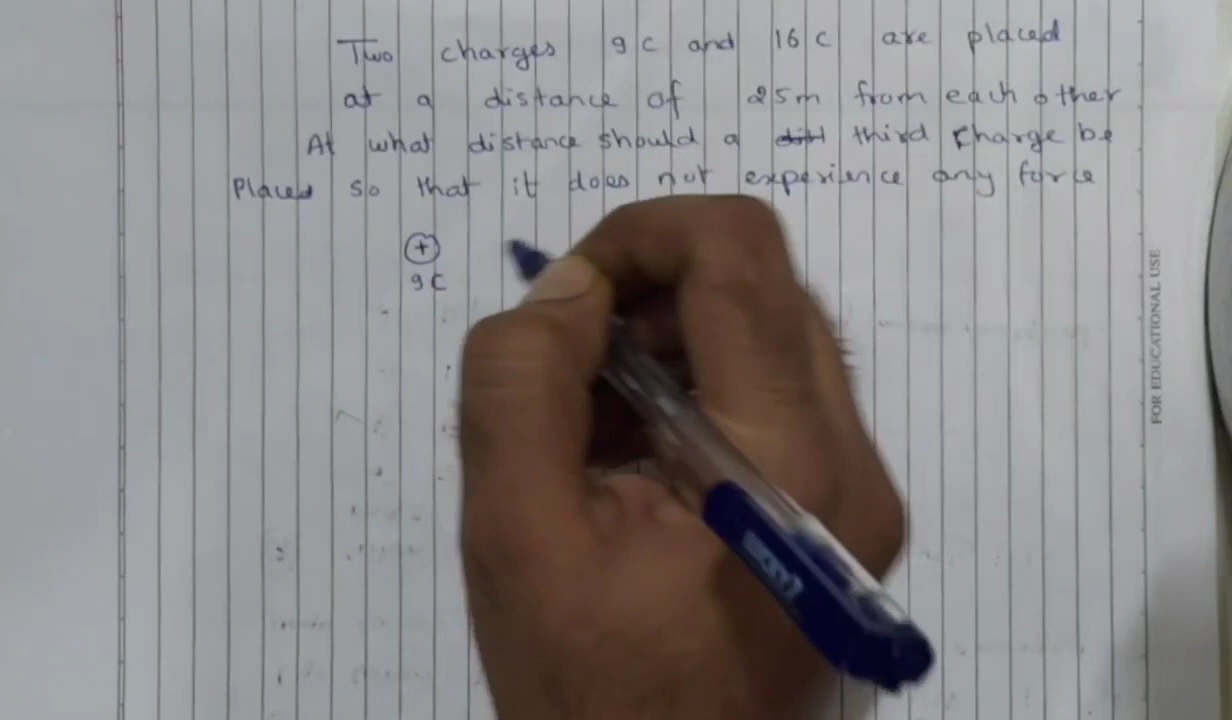 Two charges 9C and 16C are placed
at a distance of 25m from each other
At what distance should a third charge be
Placed so that it does not experience any force
+
9C
FOR EDUCATIONAL USE